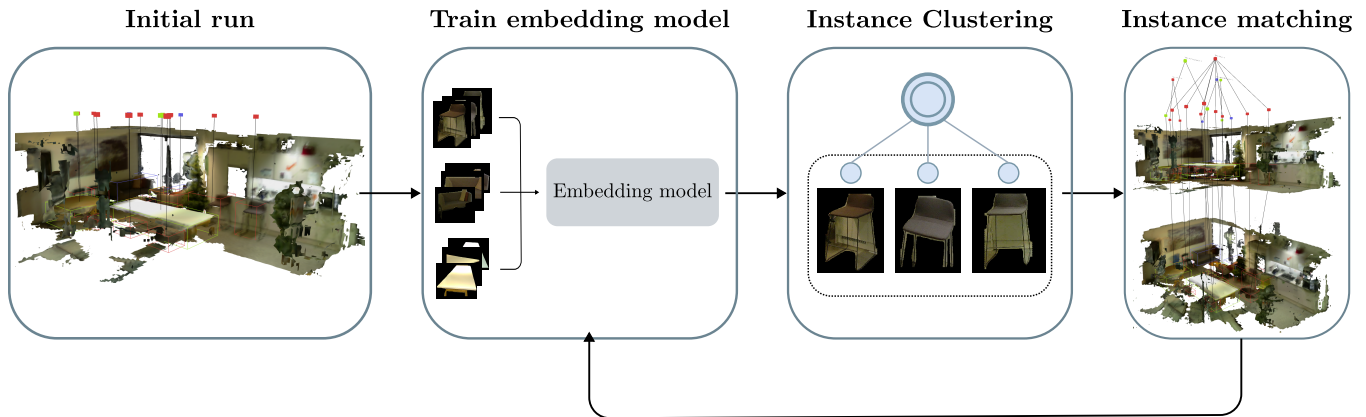 Initial run
Train embedding model
Instance Clustering
Instance matching
Embedding model